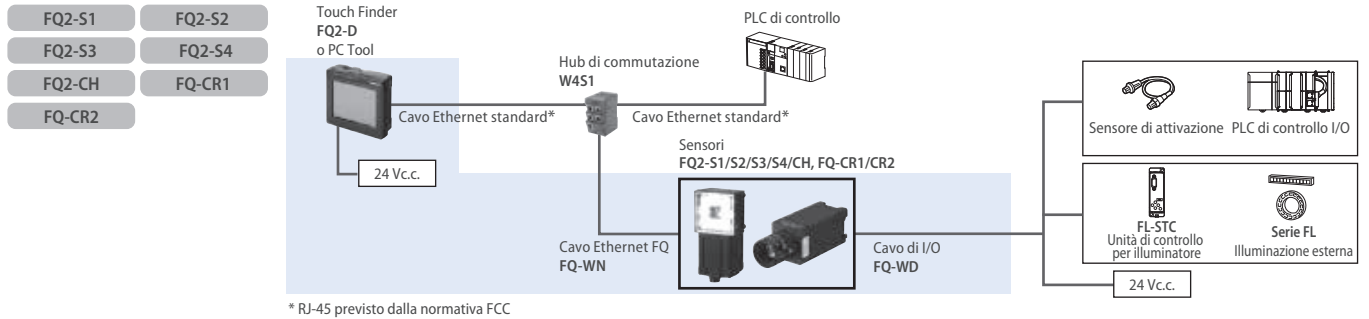 FQ2-S1 FQ2-S2
FQ2-S3 FQ2-S4
FQ2-CH FQ-CR1
FQ-CR2
Touch Finder
FQ2-D
o PC Tool
PLC di controllo
Hub di commutazione
W4S1
Cavo Ethernet standard*
Cavo Ethernet standard*
24 Vc.c.
Sensori
FQ2-S1/S2/S3/S4/CH, FQ-CR1/CR2
Cavo Ethernet FQ
FQ-WN
Cavo di I/O
FQ-WD
Sensore di attivazione
PLC di controllo I/O
FL-STC
Unità di controllo
per illuminatore
Serie FL
Illuminazione esterna
24 Vc.c.
* RJ-45 previsto dalla normativa FCC